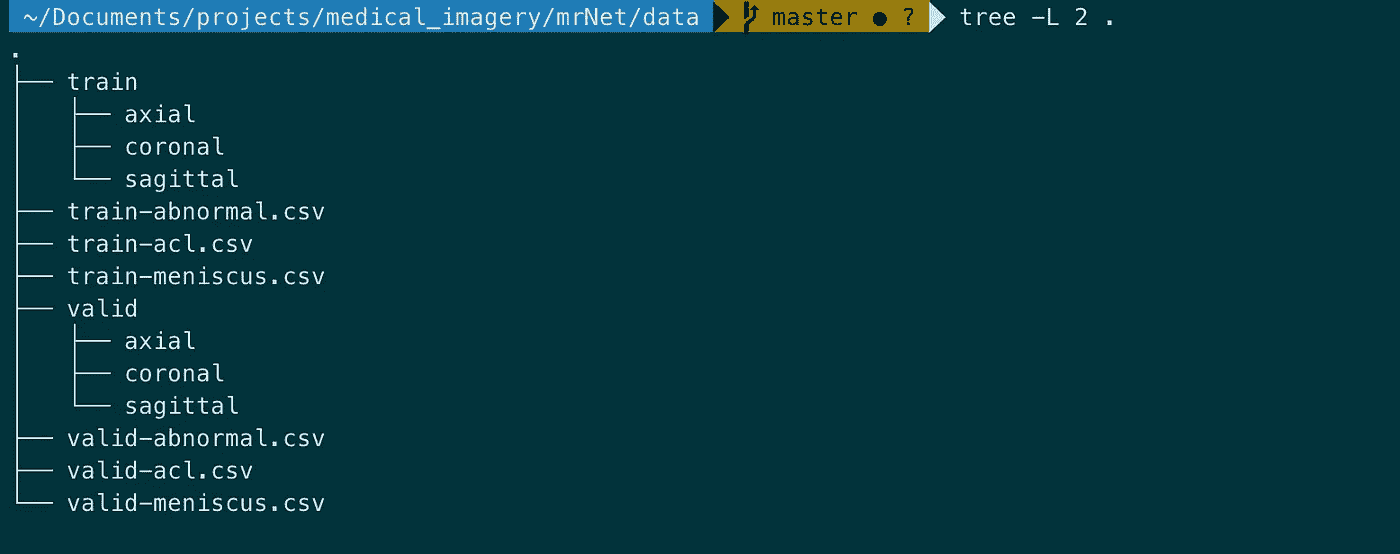 ~/Documents/projects/medical_imagery/mrNet/data master ● ? tree -L 2 .
.
├── train
│   ├── axial
│   ├── coronal
│   └── sagittal
├── train-abnormal.csv
├── train-acl.csv
├── train-meniscus.csv
├── valid
│   ├── axial
│   ├── coronal
│   └── sagittal
├── valid-abnormal.csv
├── valid-acl.csv
└── valid-meniscus.csv